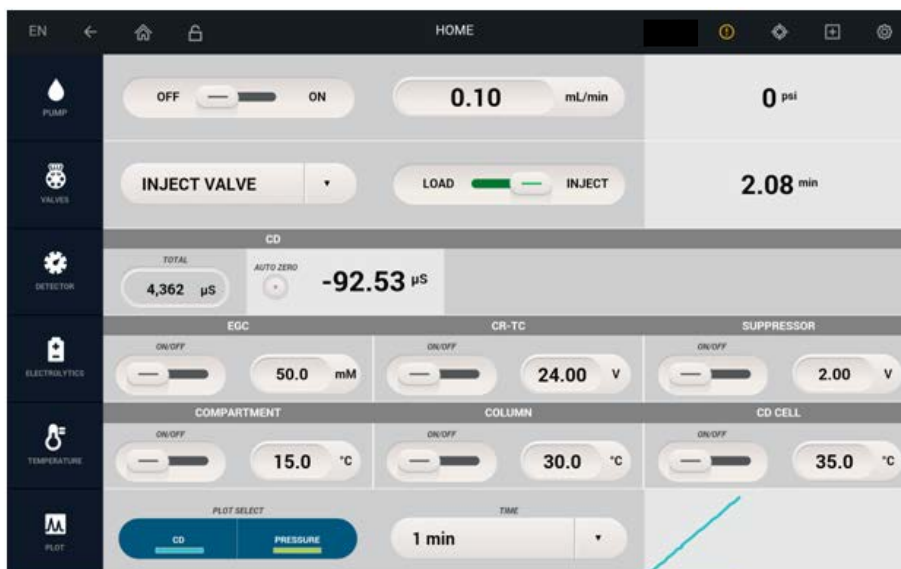 EN HOME
PUMP OFF ON 0.10 mL/min 0 psi
VALVES INJECT VALVE LOAD INJECT 2.08 min
CD
DETECTOR TOTAL 4,362 µS AUTO ZERO -92.53 µS
EGC CR-TC SUPPRESSOR
ON/OFF ON/OFF ON/OFF
ELECTROLYTICS 50.0 mM 24.00 V 2.00 V
COMPARTMENT COLUMN CD CELL
ON/OFF ON/OFF ON/OFF
TEMPERATURE 15.0 °C 30.0 °C 35.0 °C
PLOT SELECT TIME
PLOT CD PRESSURE 1 min